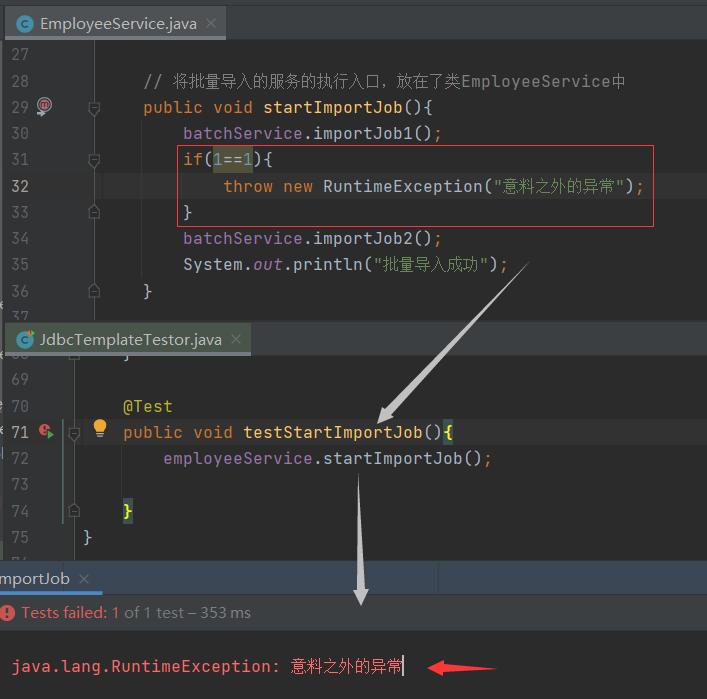 EmployeeService.java
27
28 // 将批量导入的服务的执行入口，放在了类EmployeeService中
29 public void startImportJob(){
30 batchService.importJob1();
31 if(1==1){
32 throw new RuntimeException("意料之外的异常");
33 }
34 batchService.importJob2();
35 System.out.println("批量导入成功");
36 }
37
JdbcTemplateTestor.java
68 }
69
70 @Test
71 public void testStartImportJob(){
72 employeeService.startImportJob();
73
74 }
75 }
mportJob
Tests failed: 1 of 1 test – 353 ms
java.lang.RuntimeException: 意料之外的异常